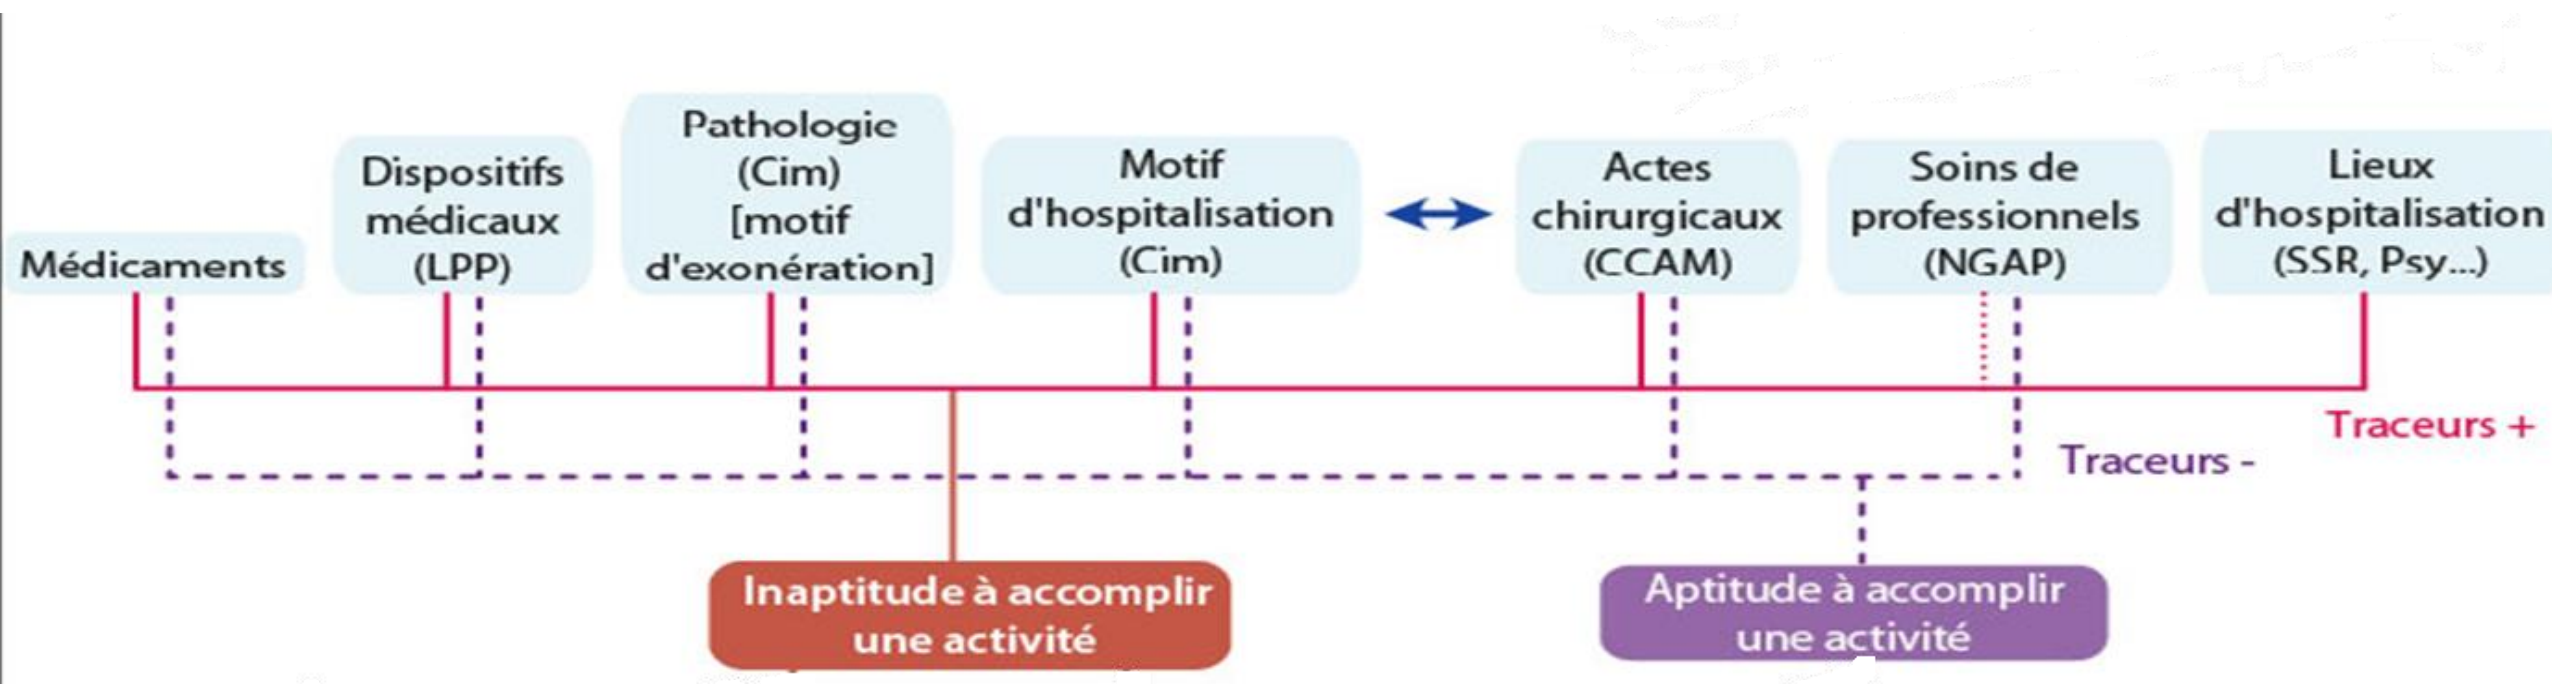 Médicaments
Dispositifs
médicaux
(LPP)
Pathologie
(Cim)
[motif
d'exonération]
Motif
d'hospitalisation
(Cim)
Actes
chirurgicaux
(CCAM)
Soins de
professionnels
(NGAP)
Lieux
d'hospitalisation
(SSR, Psy...)
Traceurs +
Traceurs -
Inaptitude à accomplir
une activité
Aptitude à accomplir
une activité